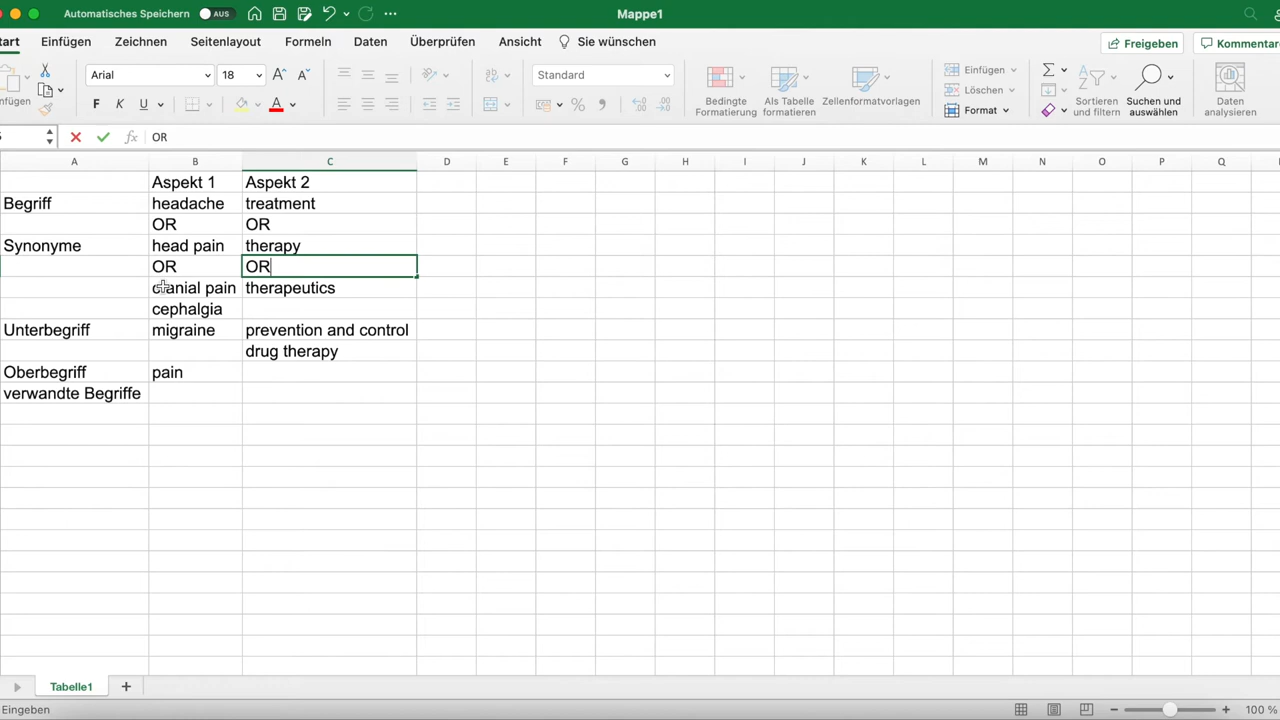 Automatisches Speichern AUS Mappe1
Einfügen Zeichnen Seitenlayout Formeln Daten Überprüfen Ansicht Sie wünschen Freigeben
Arial 18 Standard Einfügen
Löschen
F K U A % Bedingte Formatierung Als Tabelle formatieren Zellenformatvorlagen Format Sortieren und filtern Suchen und auswählen Daten analysieren
fx OR
A B C D E F G H I J K L M N O P Q
Aspekt 1 Aspekt 2
Begriff headache treatment
OR OR
Synonyme head pain therapy
OR OR
cranial pain therapeutics
cephalgia
Unterbegriff migraine prevention and control
drug therapy
Oberbegriff pain
verwandte Begriffe
Tabelle1 +
Eingeben 100 %